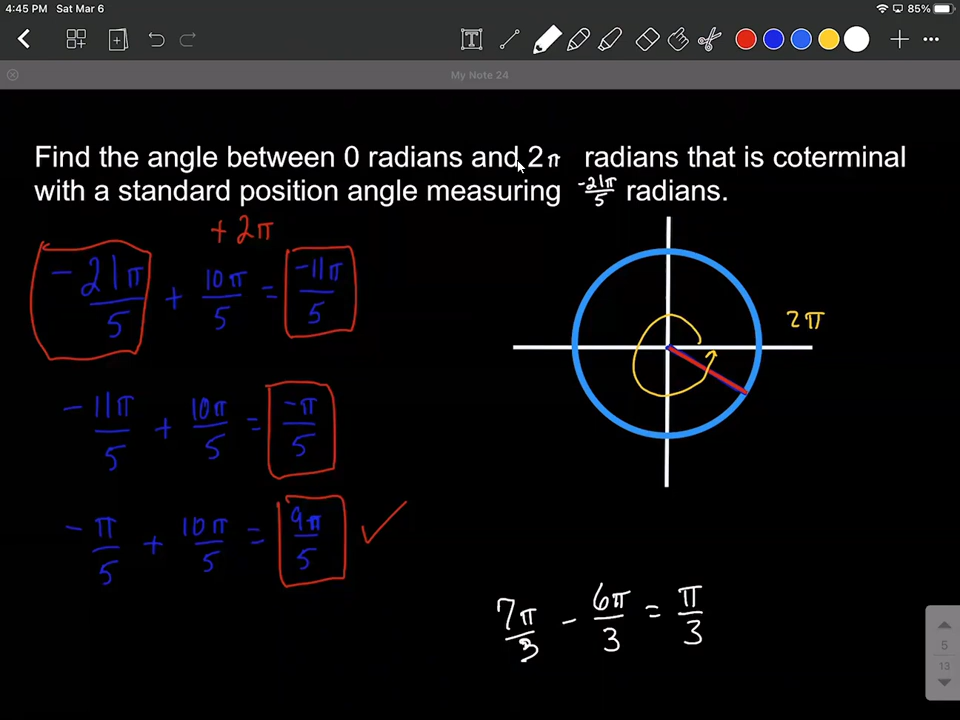 4:45 PM Sat Mar 6 85%
My Note 24
Find the angle between 0 radians and 2π radians that is coterminal
with a standard position angle measuring -21π/5 radians.
+ 2π
-21π/5 + 10π/5 = -11π/5
2π
-11π/5 + 10π/5 = -π/5
-π/5 + 10π/5 = 9π/5 ✓
7π/3 - 6π/3 = π/3
5
13